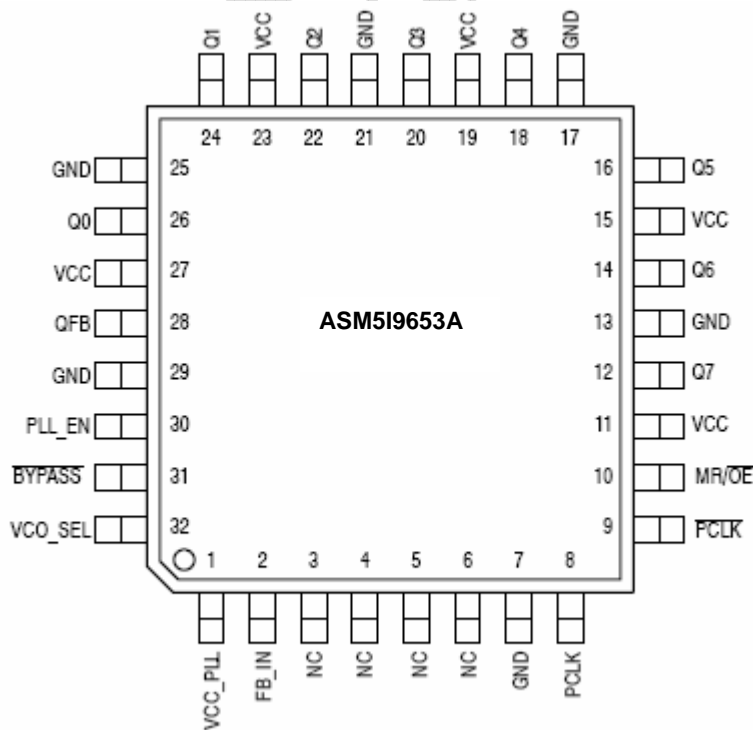 Q1 VCC Q2 GND Q3 VCC Q4 GND
24 23 22 21 20 19 18 17
GND 25 16 Q5
Q0 26 15 VCC
VCC 27 14 Q6
QFB 28 ASM5I9653A 13 GND
GND 29 12 Q7
PLL_EN 30 11 VCC
BYPASS 31 10 MR/OE
VCO_SEL 32 9 PCLK
1 2 3 4 5 6 7 8
VCC_PLL FB_IN NC NC NC NC GND PCLK